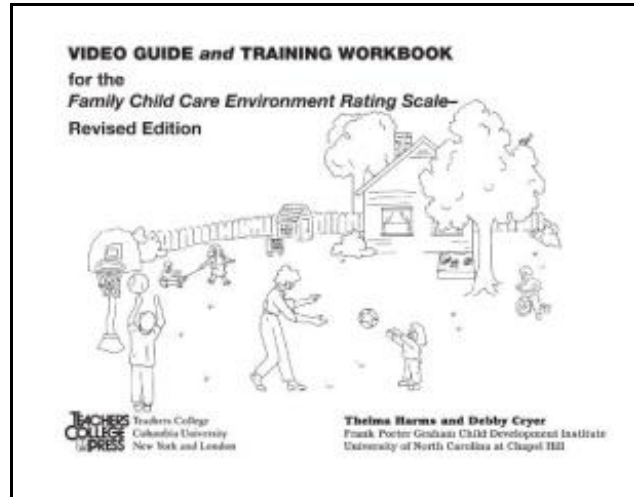 VIDEO GUIDE and TRAINING WORKBOOK
for the
Family Child Care Environment Rating Scale–
Revised Edition
TEACHERS
COLLEGE
PRESS
Teachers College
Columbia University
New York and London
Thelma Harms and Debby Cryer
Frank Porter Graham Child Development Institute
University of North Carolina at Chapel Hill